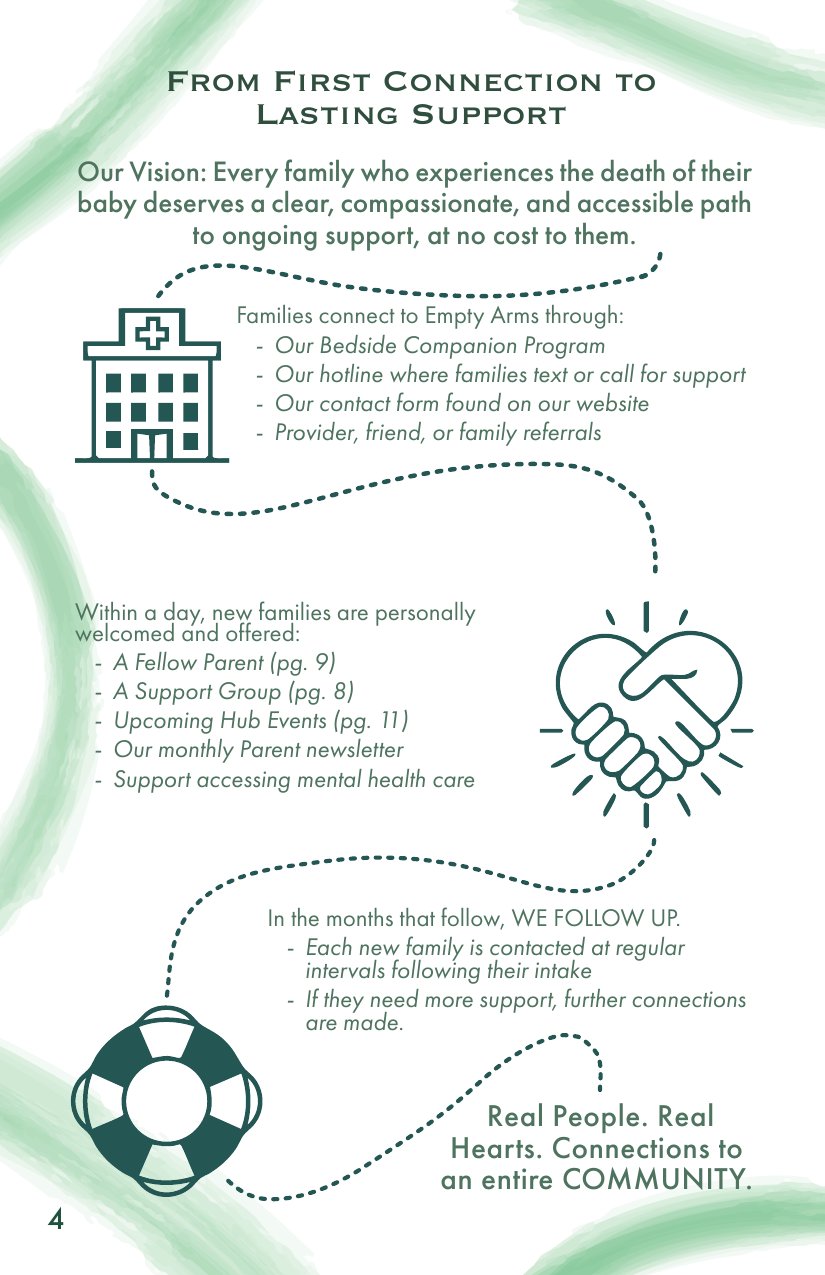 From First Connection to
Lasting Support
Our Vision: Every family who experiences the death of their
baby deserves a clear, compassionate, and accessible path
to ongoing support, at no cost to them.
Families connect to Empty Arms through:
- Our Bedside Companion Program
- Our hotline where families text or call for support
- Our contact form found on our website
- Provider, friend, or family referrals
Within a day, new families are personally
welcomed and offered:
- A Fellow Parent (pg. 9)
- A Support Group (pg. 8)
- Upcoming Hub Events (pg. 11)
- Our monthly Parent newsletter
- Support accessing mental health care
In the months that follow, WE FOLLOW UP.
- Each new family is contacted at regular
intervals following their intake
- If they need more support, further connections
are made.
Real People. Real
Hearts. Connections to
an entire COMMUNITY.
4